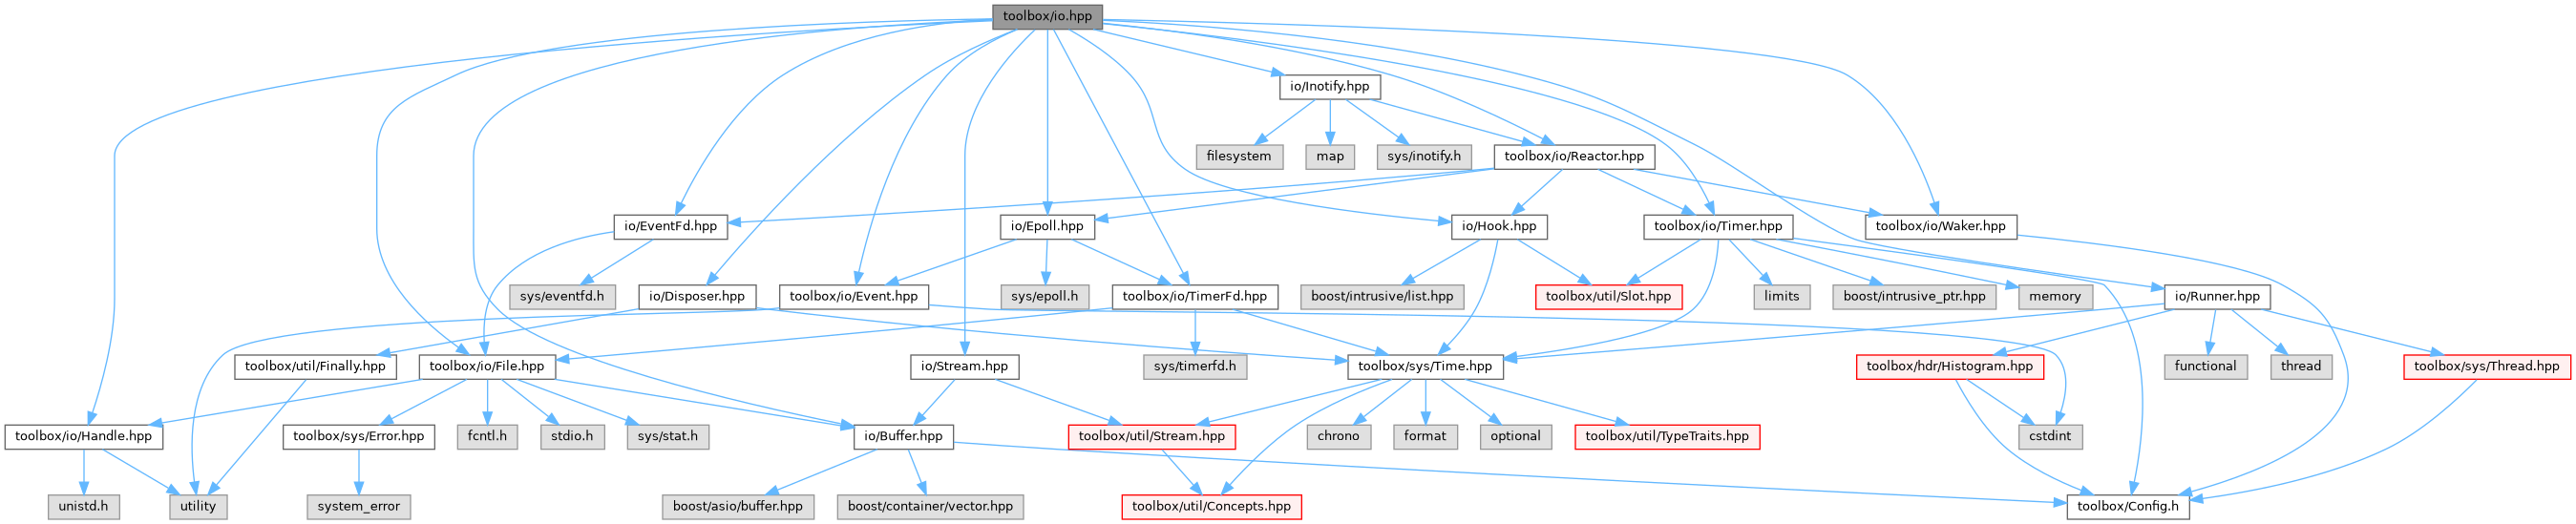 toolbox/io.hpp
io/Inotify.hpp
filesystem
map
sys/inotify.h
toolbox/io/Reactor.hpp
io/EventFd.hpp
io/Epoll.hpp
io/Hook.hpp
toolbox/io/Timer.hpp
toolbox/io/Waker.hpp
sys/eventfd.h
io/Disposer.hpp
toolbox/io/Event.hpp
sys/epoll.h
toolbox/io/TimerFd.hpp
boost/intrusive/list.hpp
toolbox/util/Slot.hpp
limits
boost/intrusive_ptr.hpp
memory
io/Runner.hpp
toolbox/util/Finally.hpp
toolbox/io/File.hpp
io/Stream.hpp
sys/timerfd.h
toolbox/sys/Time.hpp
toolbox/hdr/Histogram.hpp
functional
thread
toolbox/sys/Thread.hpp
toolbox/io/Handle.hpp
toolbox/sys/Error.hpp
fcntl.h
stdio.h
sys/stat.h
io/Buffer.hpp
toolbox/util/Stream.hpp
chrono
format
optional
toolbox/util/TypeTraits.hpp
cstdint
unistd.h
utility
system_error
boost/asio/buffer.hpp
boost/container/vector.hpp
toolbox/util/Concepts.hpp
toolbox/Config.h